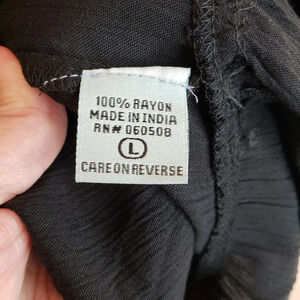 100% RAYON
MADE IN INDIA
RN# 060508
L
CARE ON REVERSE